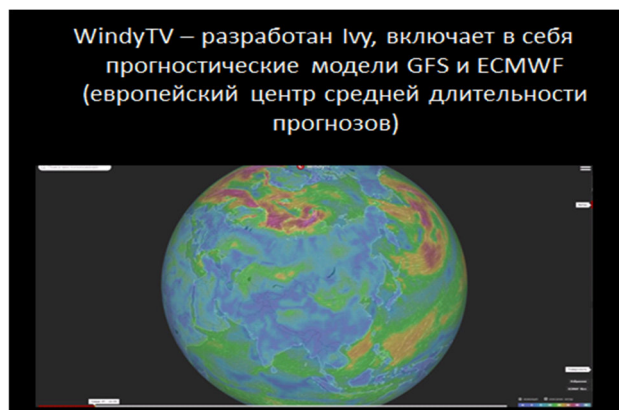 WindyTV – разработан Ivy, включает в себя
прогностические модели GFS и ECMWF
(европейский центр средней длительности
прогнозов)